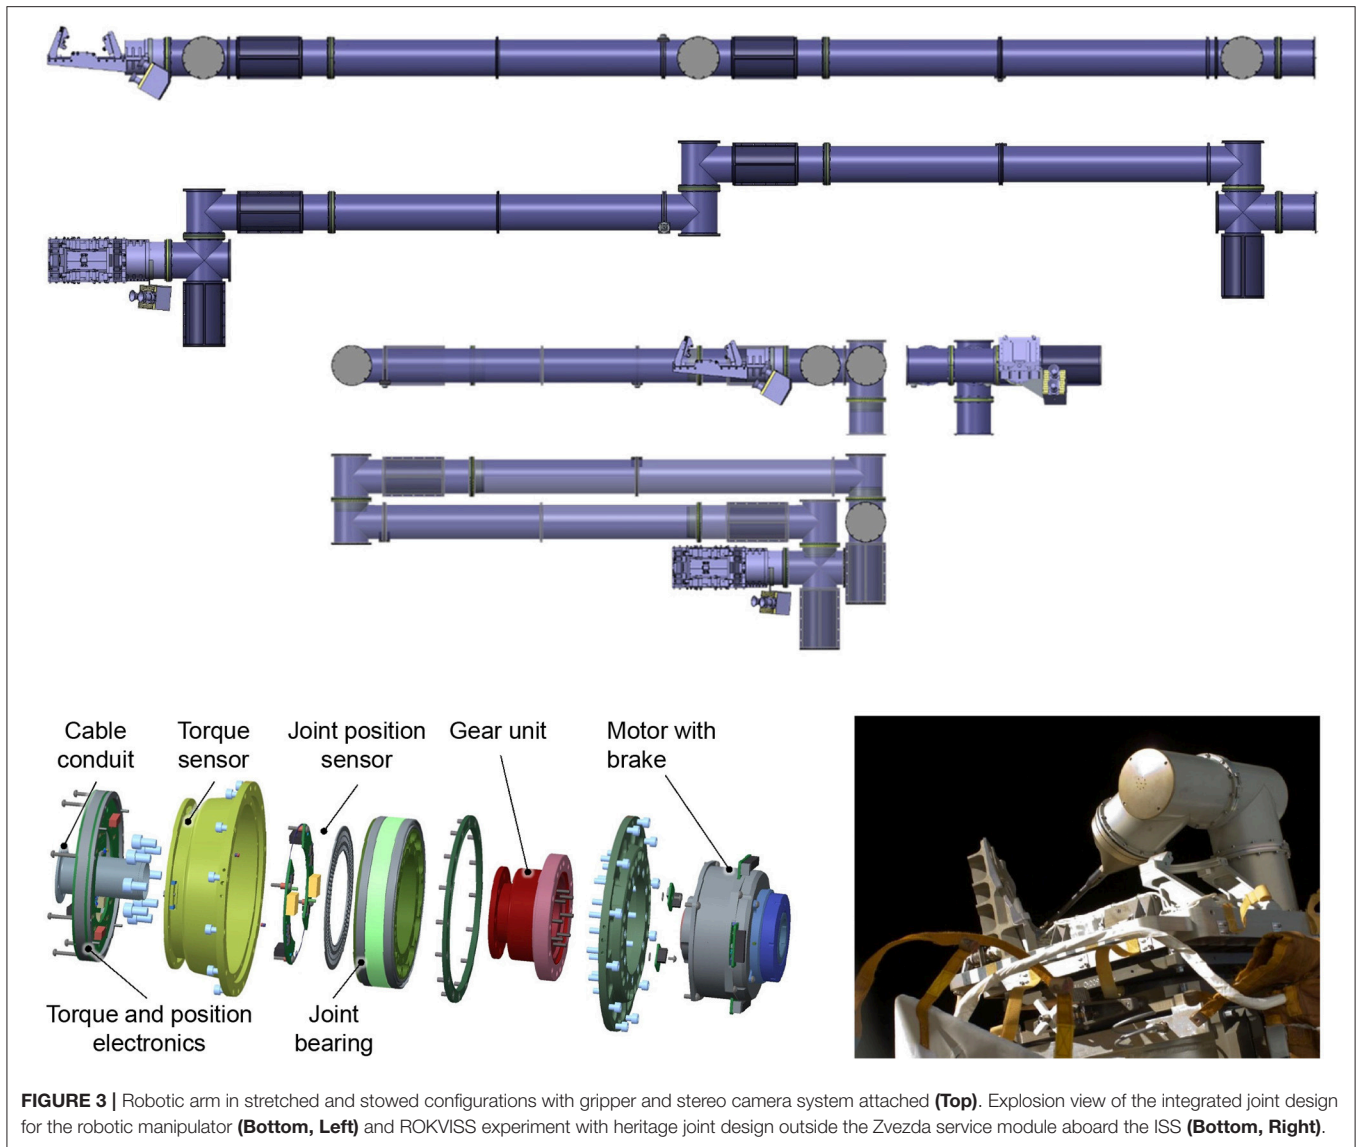 Cable
conduit
Torque
sensor
Joint position
sensor
Gear unit
Motor with
brake
Torque and position
electronics
Joint
bearing
FIGURE 3 | Robotic arm in stretched and stowed configurations with gripper and stereo camera system attached (Top). Explosion view of the integrated joint design
for the robotic manipulator (Bottom, Left) and ROKVISS experiment with heritage joint design outside the Zvezda service module aboard the ISS (Bottom, Right).